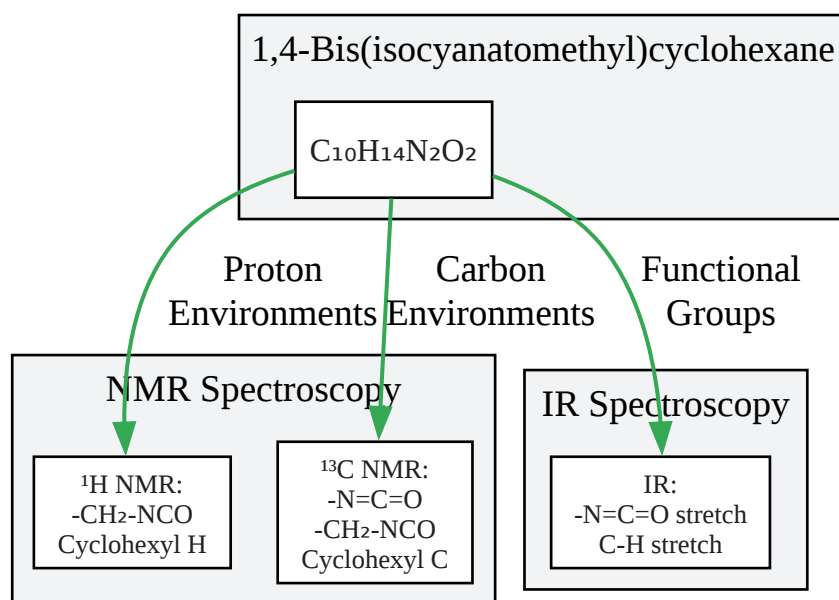 1,4-Bis(isocyanatomethyl)cyclohexane
C₁₀H₁₄N₂O₂
Proton
Environments
Carbon
Environments
Functional
Groups
NMR Spectroscopy
¹H NMR:
-CH₂-NCO
Cyclohexyl H
¹³C NMR:
-N=C=O
-CH₂-NCO
Cyclohexyl C
IR Spectroscopy
IR:
-N=C=O stretch
C-H stretch